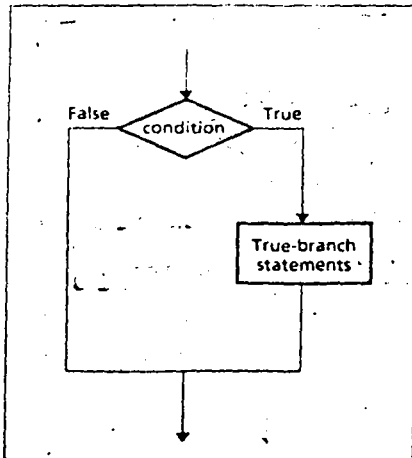 False
True
condition
True-branch
statements